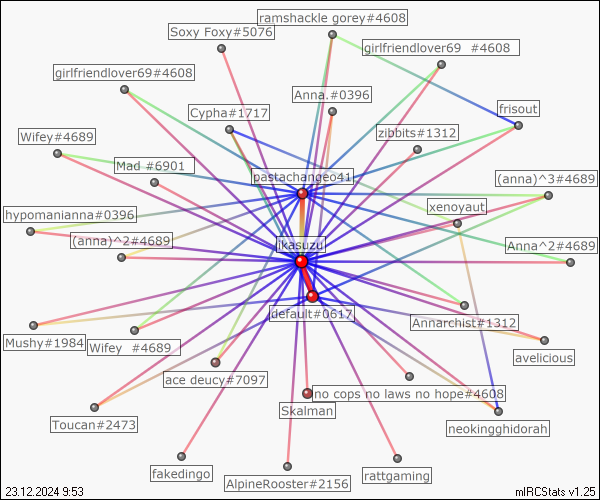 ramshackle gorey#4608
Soxy Foxy#5076
girlfriendlover69 #4608
girlfriendlover69#4608
Anna.#0396
Cypha#1717
frisout
zibbits#1312
Wifey#4689
Mad #6901
pastachangeo41
(anna)^3#4689
xenoyaut
hypomanianna#0396
(anna)^2#4689
ikasuzu
Anna^2#4689
default#0617
Annarchist#1312
Mushy#1984
Wifey #4689
avelicious
ace deucy#7097
no cops no laws no hope#4608
Skalman
Toucan#2473
neokingghidorah
fakedingo
AlpineRooster#2156
rattgaming
23.12.2024 9:53
mIRCStats v1.25